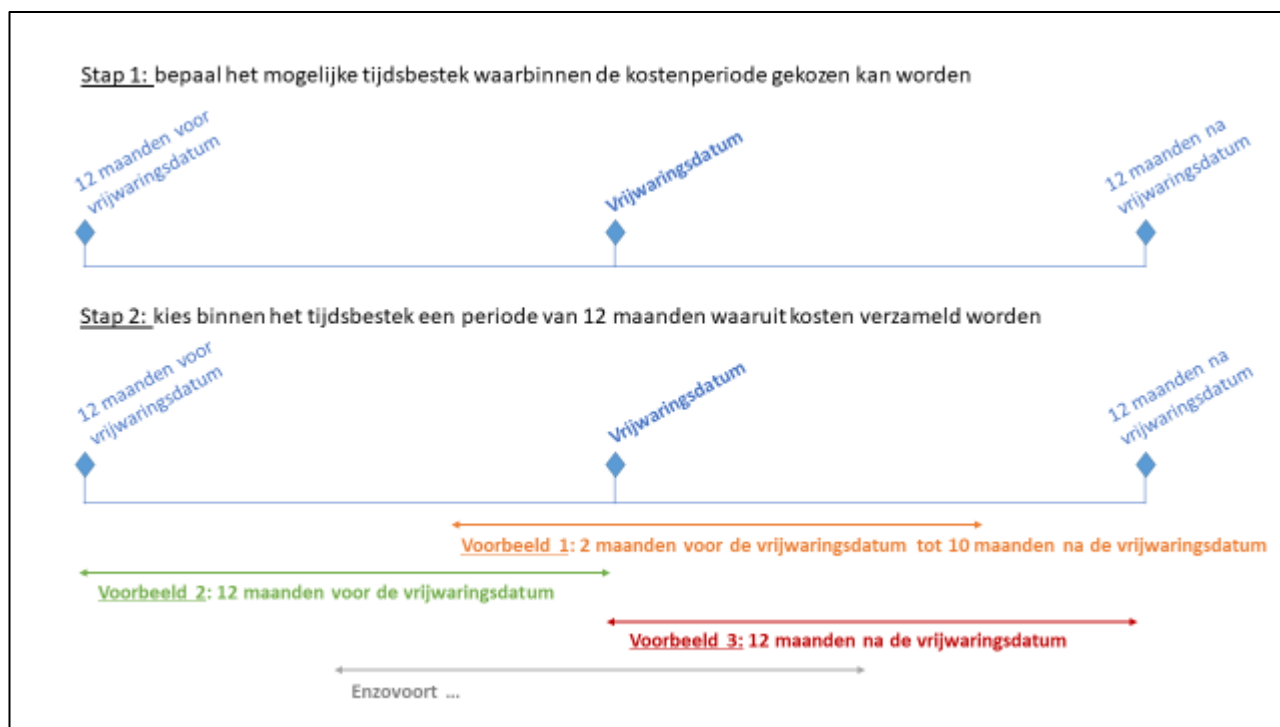 Stap 1: bepaal het mogelijke tijdsbestek waarbinnen de kostenperiode gekozen kan worden
12 maanden voor
vrijwaringsdatum
Vrijwaringsdatum
12 maanden na
vrijwaringsdatum
Stap 2: kies binnen het tijdsbestek een periode van 12 maanden waaruit kosten verzameld worden
12 maanden voor
vrijwaringsdatum
Vrijwaringsdatum
12 maanden na
vrijwaringsdatum
Voorbeeld 1: 2 maanden voor de vrijwaringsdatum tot 10 maanden na de vrijwaringsdatum
Voorbeeld 2: 12 maanden voor de vrijwaringsdatum
Voorbeeld 3: 12 maanden na de vrijwaringsdatum
Enzovoort ...